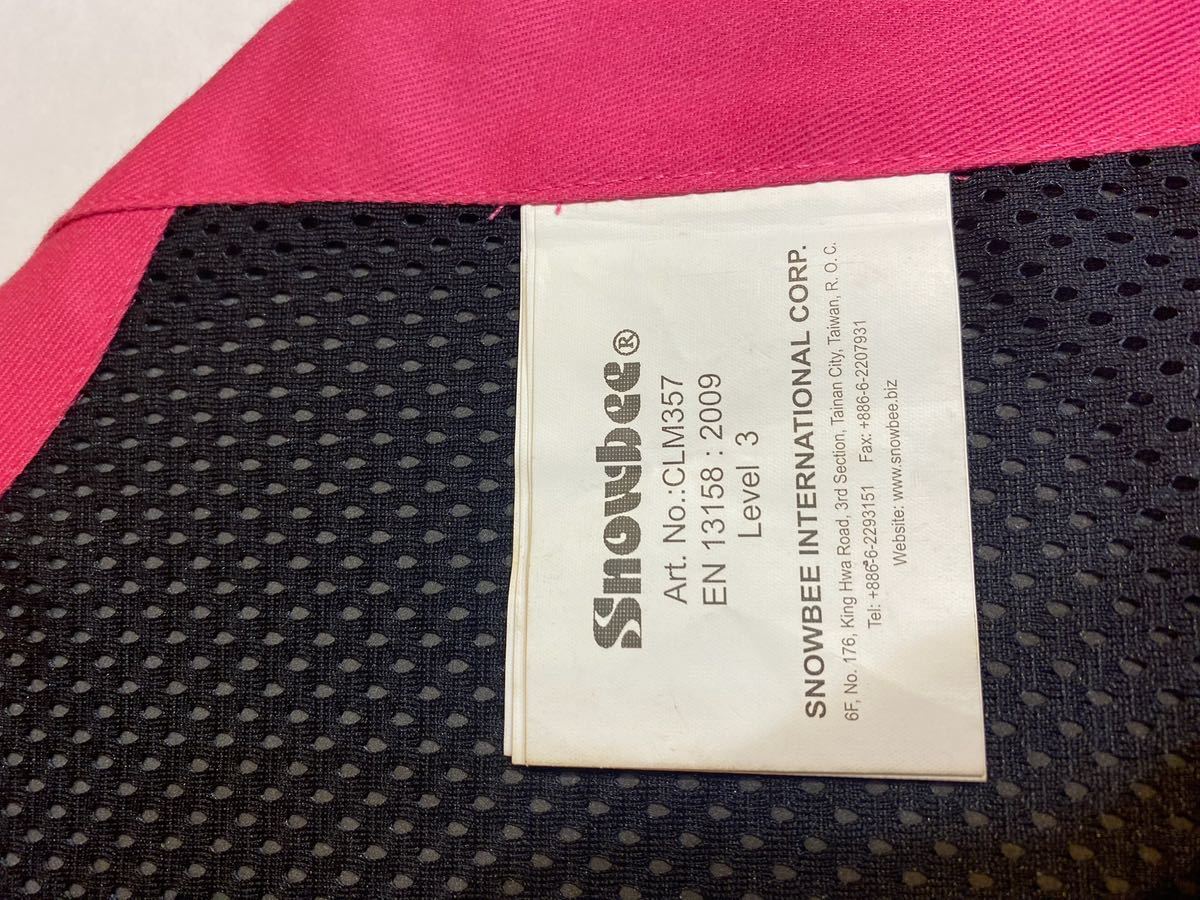 Snowbee®
Art. No.:CLM357
EN 13158 : 2009
Level 3
SNOWBEE INTERNATIONAL CORP.
6F, No. 176, King Hwa Road, 3rd Section, Tainan City, Taiwan, R. O. C.
Tel: +886-6-2293151 Fax: +886-6-2207931
Website: www.snowbee.biz